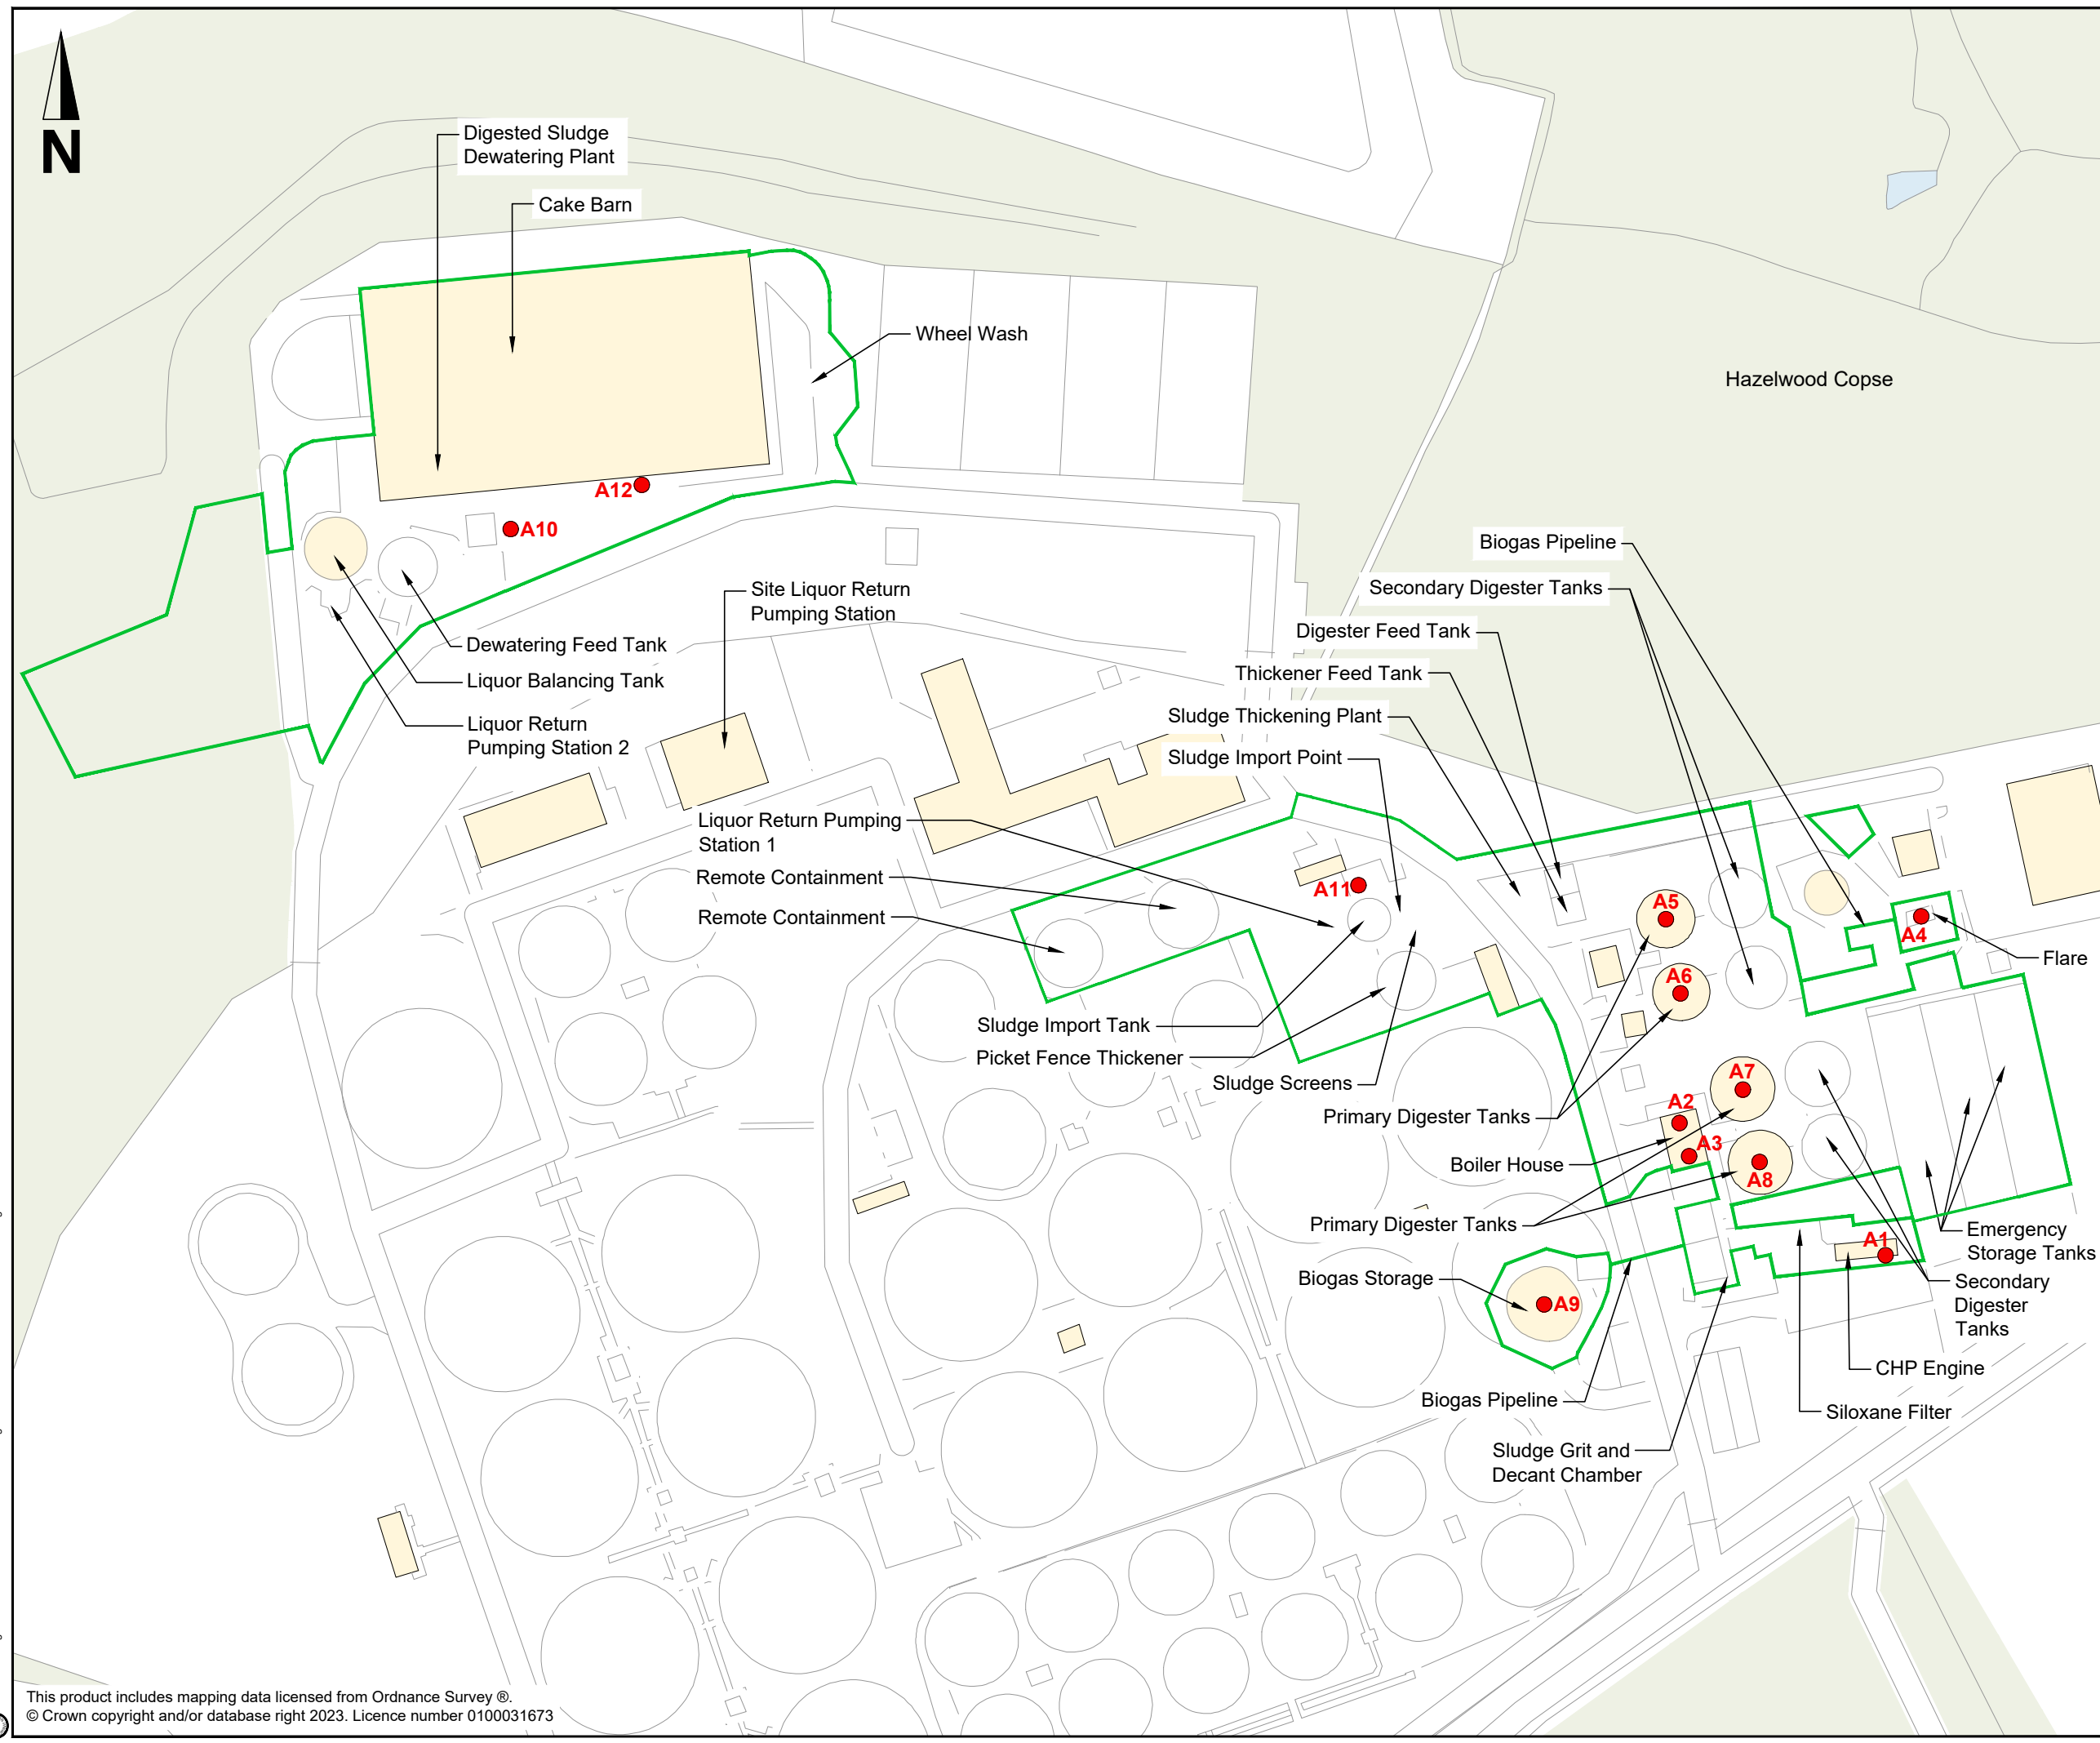 N
Digested Sludge
Dewatering Plant
Cake Barn
Wheel Wash
Hazelwood Copse
A12
A10
Biogas Pipeline
Secondary Digester Tanks
Site Liquor Return
Pumping Station
Digester Feed Tank
Dewatering Feed Tank
Thickener Feed Tank
Liquor Balancing Tank
Sludge Thickening Plant
Liquor Return
Pumping Station 2
Sludge Import Point
Liquor Return Pumping
Station 1
Remote Containment
A11
A5
Remote Containment
A4
Flare
A6
Sludge Import Tank
Picket Fence Thickener
A7
Sludge Screens
A2
Primary Digester Tanks
A3
Boiler House
A8
Primary Digester Tanks
Emergency
Storage Tanks
A1
Biogas Storage
Secondary
Digester
Tanks
A9
CHP Engine
Biogas Pipeline
Siloxane Filter
Sludge Grit and
Decant Chamber
This product includes mapping data licensed from Ordnance Survey ®.
© Crown copyright and/or database right 2023. Licence number 0100031673